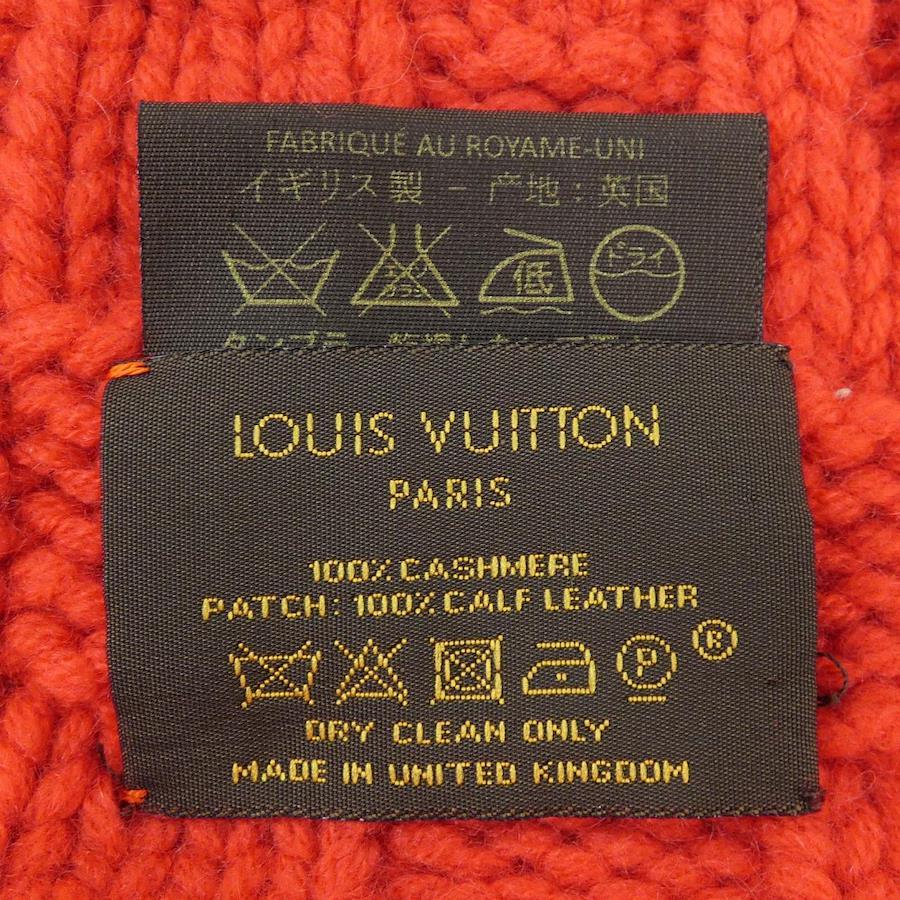 FABRIQUÉ AU ROYAME-UNI
イギリス製 - 产地:英国
低 ドライ
LOUIS VUITTON
PARIS
100% CASHMERE
PATCH: 100% CALF LEATHER
P ®
DRY CLEAN ONLY
MADE IN UNITED KINGDOM